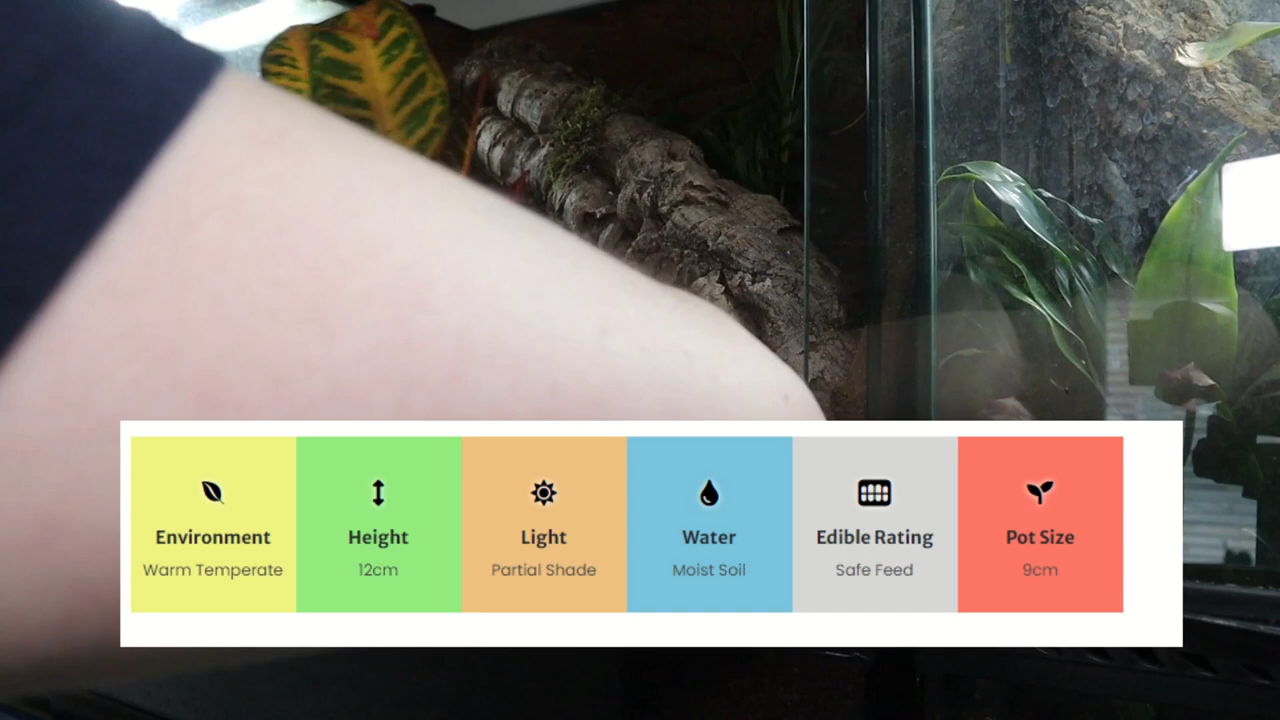 Environment
Warm Temperate
Height
12cm
Light
Partial Shade
Water
Moist Soil
Edible Rating
Safe Feed
Pot Size
9cm